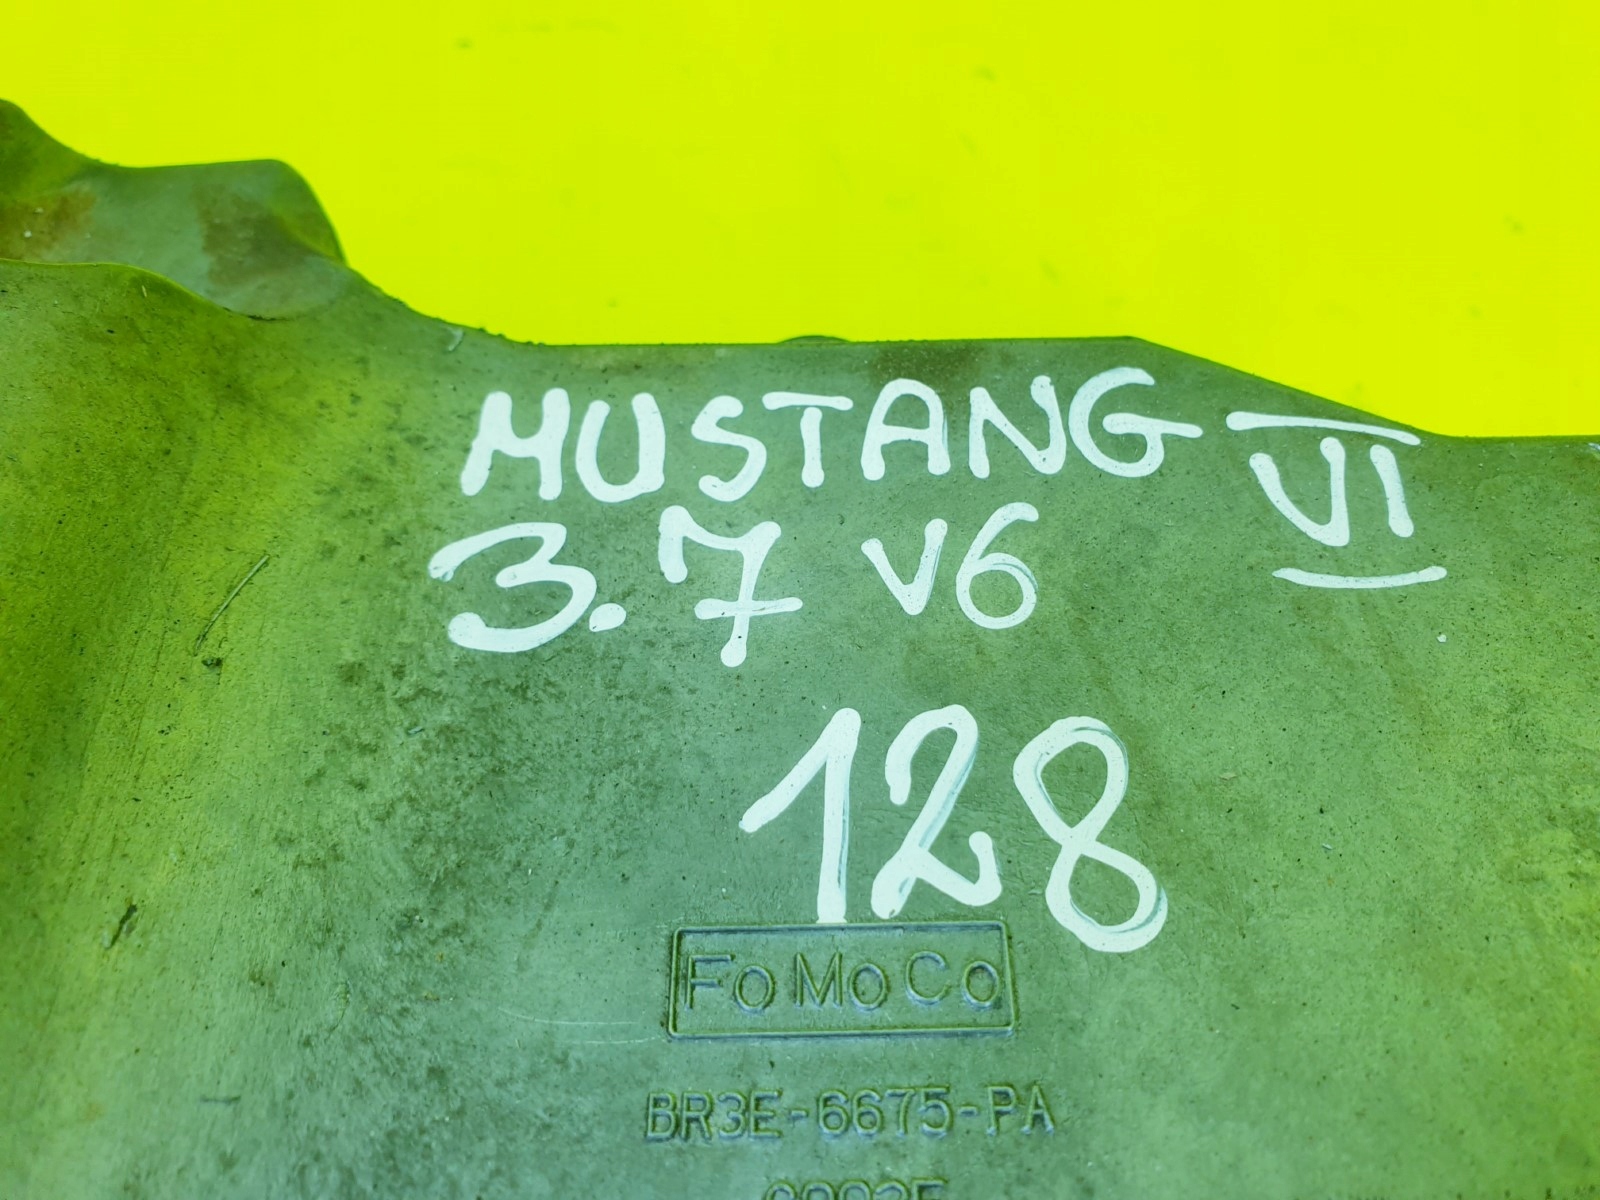 MUSTANG VI
3.7 V6
128
FoMoCo
BR3E-6675-PA